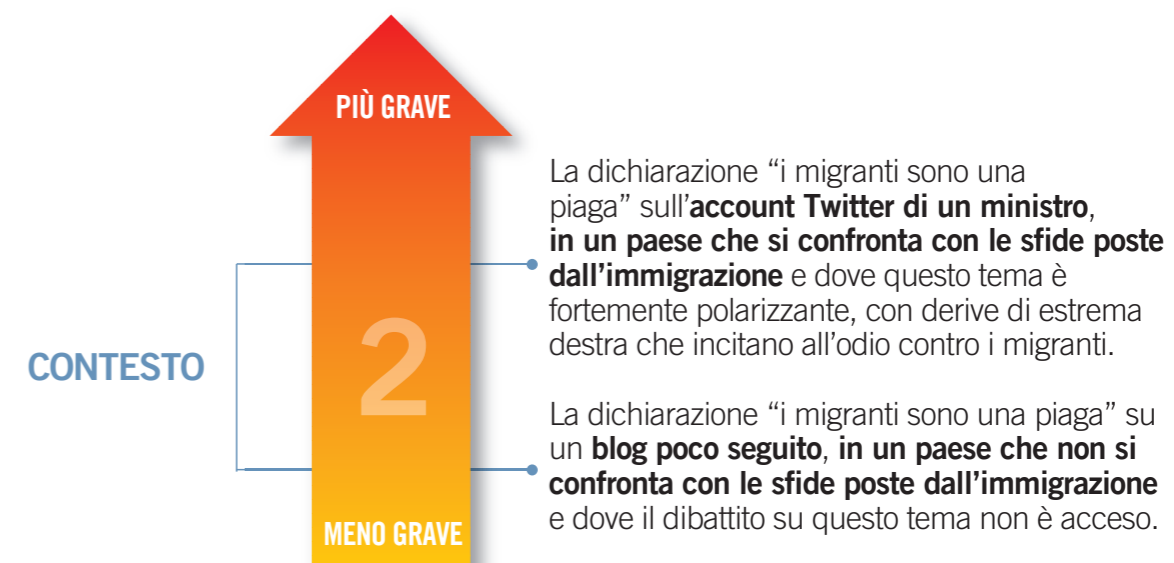 PIÙ GRAVE
La dichiarazione “i migranti sono una
piaga” sull’account Twitter di un ministro,
in un paese che si confronta con le sfide poste
dall’immigrazione e dove questo tema è
fortemente polarizzante, con derive di estrema
destra che incitano all’odio contro i migranti.
CONTESTO
2
La dichiarazione “i migranti sono una piaga” su
un blog poco seguito, in un paese che non si
confronta con le sfide poste dall’immigrazione
e dove il dibattito su questo tema non è acceso.
MENO GRAVE